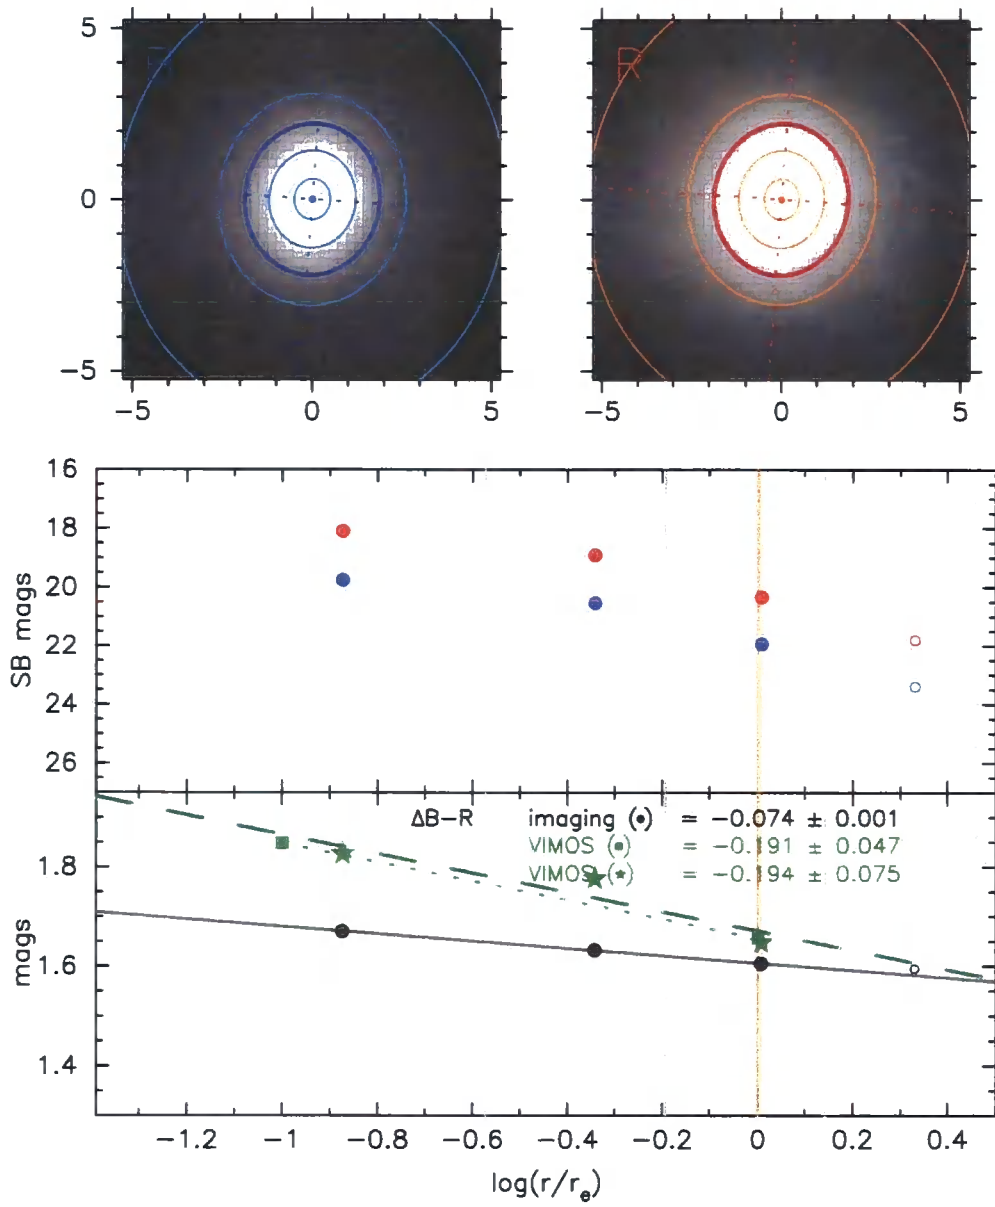 R
5
0
−5
−5 0 5
−5 0 5
16
18
20
22
24
26
SB mags
ΔB−R imaging (•) = −0.074 ± 0.001
VIMOS (■) = −0.191 ± 0.047
VIMOS (★) = −0.194 ± 0.075
1.8
1.6
1.4
mags
−1.2 −1 −0.8 −0.6 −0.4 −0.2 0 0.2 0.4
log(r/re)